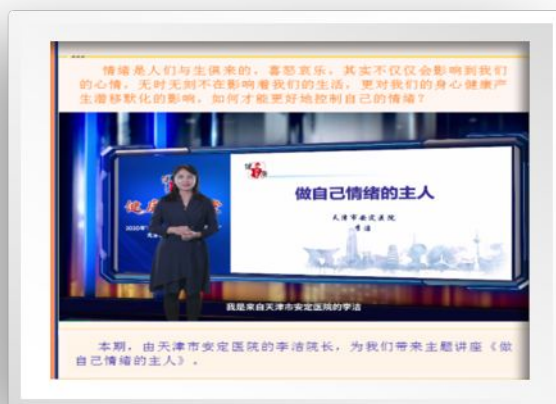 情绪是人们与生俱来的，喜怒哀乐，其实不仅仅会影响到我们
的心情，无时无刻不在影响着我们的生活，更对我们的身心健康产
生潜移默化的影响，如何才能更好地控制自己的情绪？
做自己情绪的主人
天津市安定医院
李洁
我是来自天津市安定医院的李洁
本期，由天津市安定医院的李洁院长，为我们带来主题讲座《做
自己情绪的主人》。